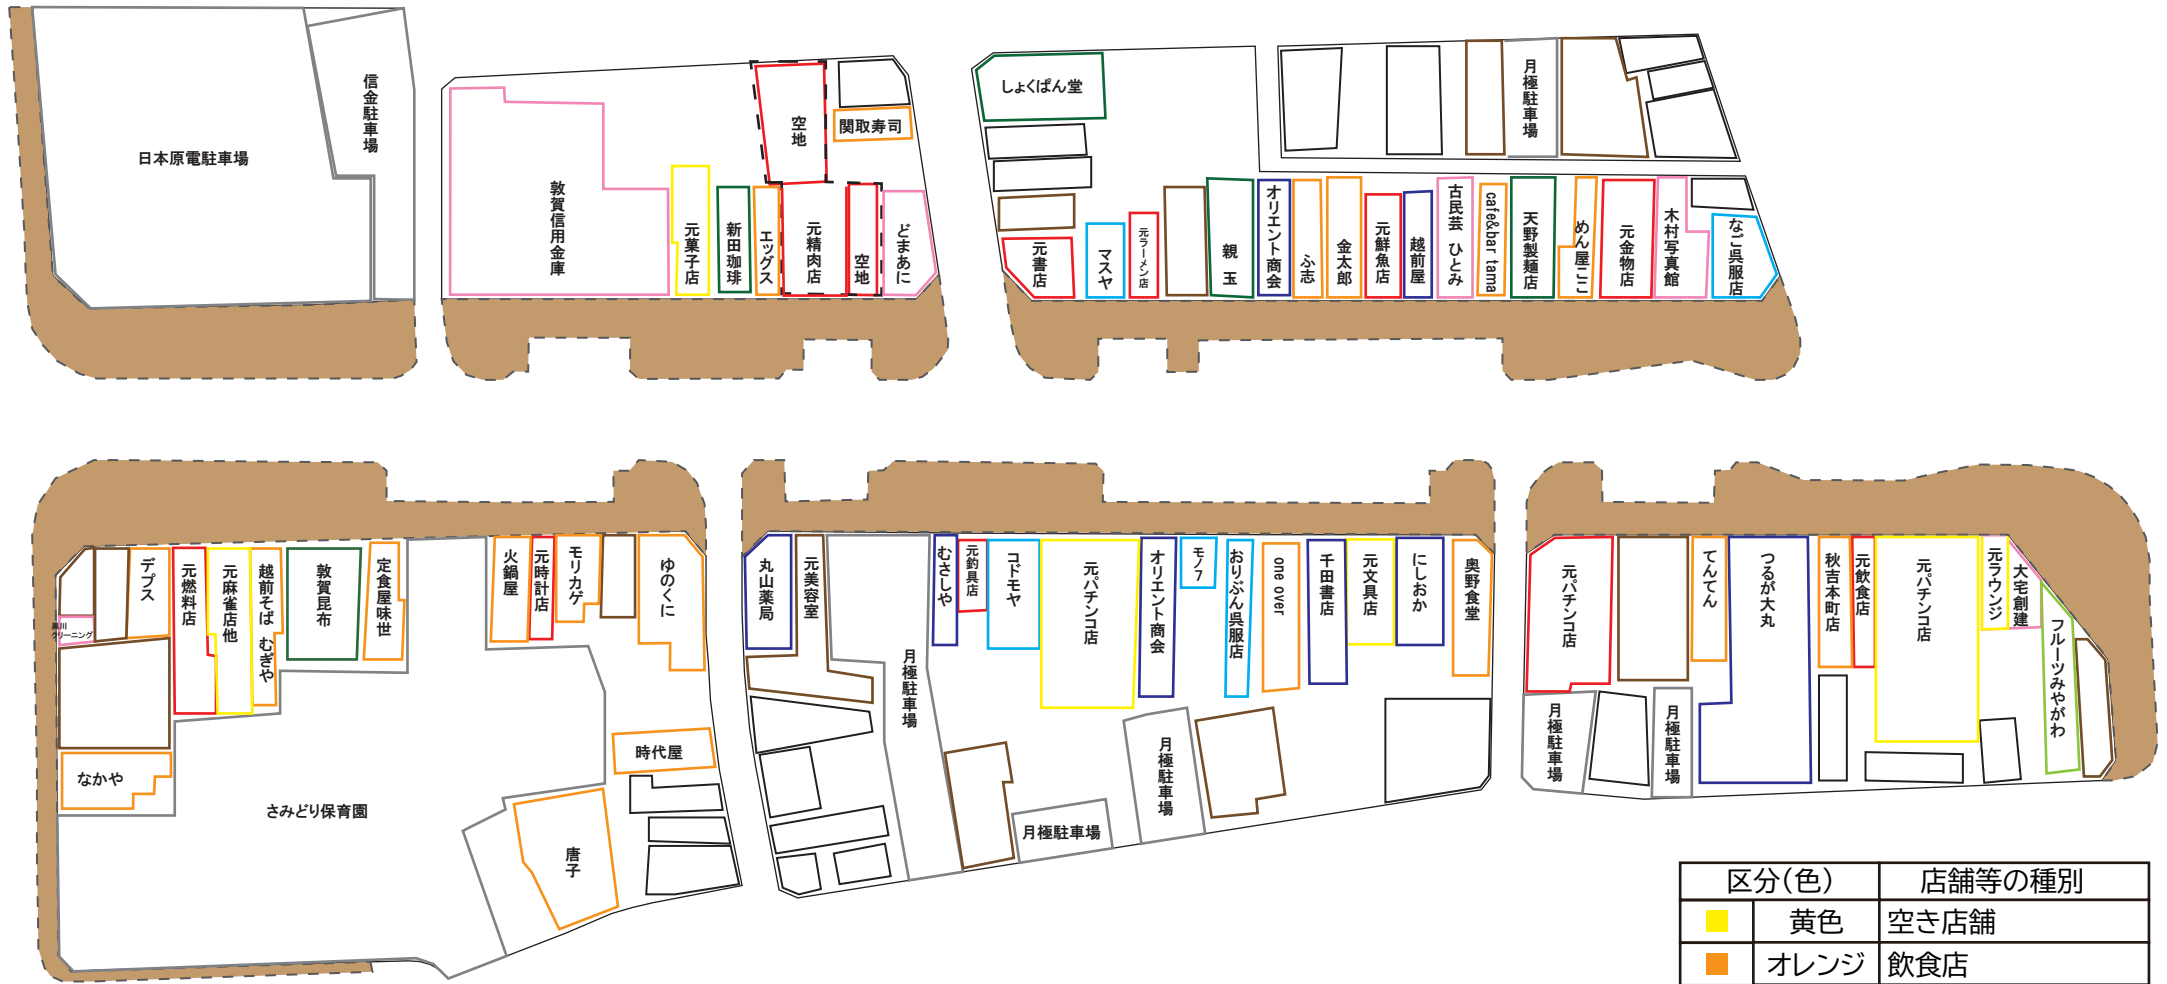 日本原電駐車場
信金駐車場
敦賀信用金庫
元菓子店
新田珈琲
エッグス
空地
元精肉店
空地
関取寿司
どまあに
しょくぱん堂
元書店
マスヤ
元ラーメン店
親玉
オリエント商会
ふ志
金太郎
元鮮魚店
越前屋
古民芸 ひとみ
cafe&bar tama
天野製麺店
めん屋ここ
元金物店
木村写真館
なご呉服店
月極駐車場
黒川
クリーニング
デプス
元燃料店
元麻雀店他
越前そば むぎや
敦賀昆布
定食屋味世
火鍋屋
元時計店
モリカゲ
ゆのくに
なかや
さみどり保育園
時代屋
唐子
丸山薬局
元美容室
月極駐車場
むさしや
元釣具店
コドモヤ
元パチンコ店
オリエント商会
モノ7
おりぶん呉服店
one over
千田書店
元文具店
にしおか
奥野食堂
月極駐車場
月極駐車場
元パチンコ店
てんてん
つるが大丸
秋吉本町店
元飲食店
元パチンコ店
元ラウンジ
大宅創建
フルーツみやがわ
月極駐車場
月極駐車場
区分(色) 店舗等の種別
黄色 空き店舗
オレンジ 飲食店